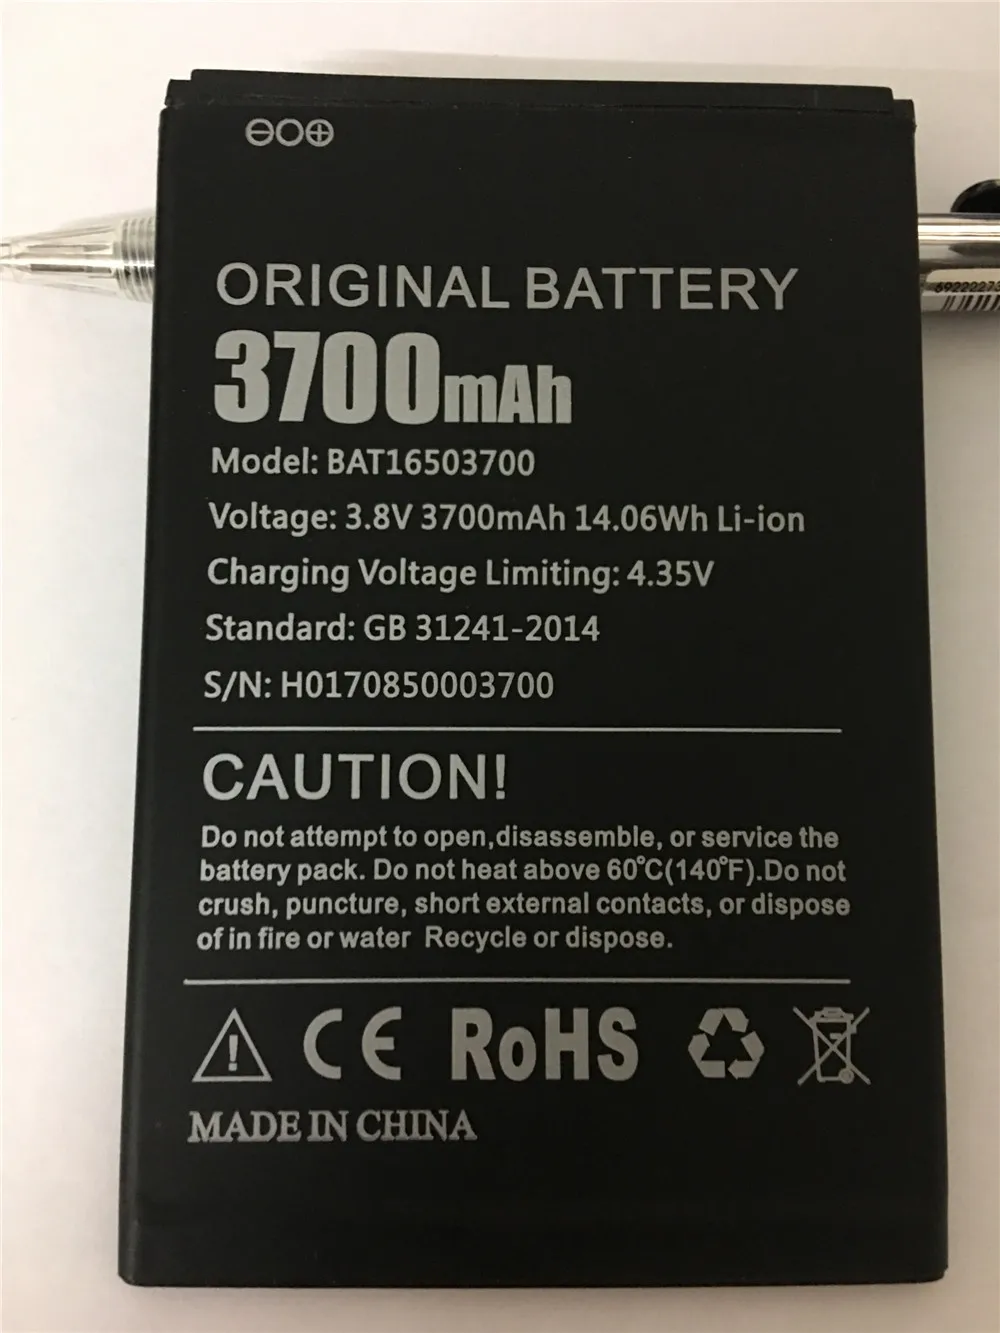 ORIGINAL BATTERY
3700mAh
Model: BAT16503700
Voltage: 3.8V 3700mAh 14.06Wh Li-ion
Charging Voltage Limiting: 4.35V
Standard: GB 31241-2014
S/N: H0170850003700
CAUTION!
Do not attempt to open,disassemble, or service the
battery pack. Do not heat above 60℃(140℉).Do not
crush, puncture, short external contacts, or dispose
of in fire or water Recycle or dispose.
CE RoHS
MADE IN CHINA